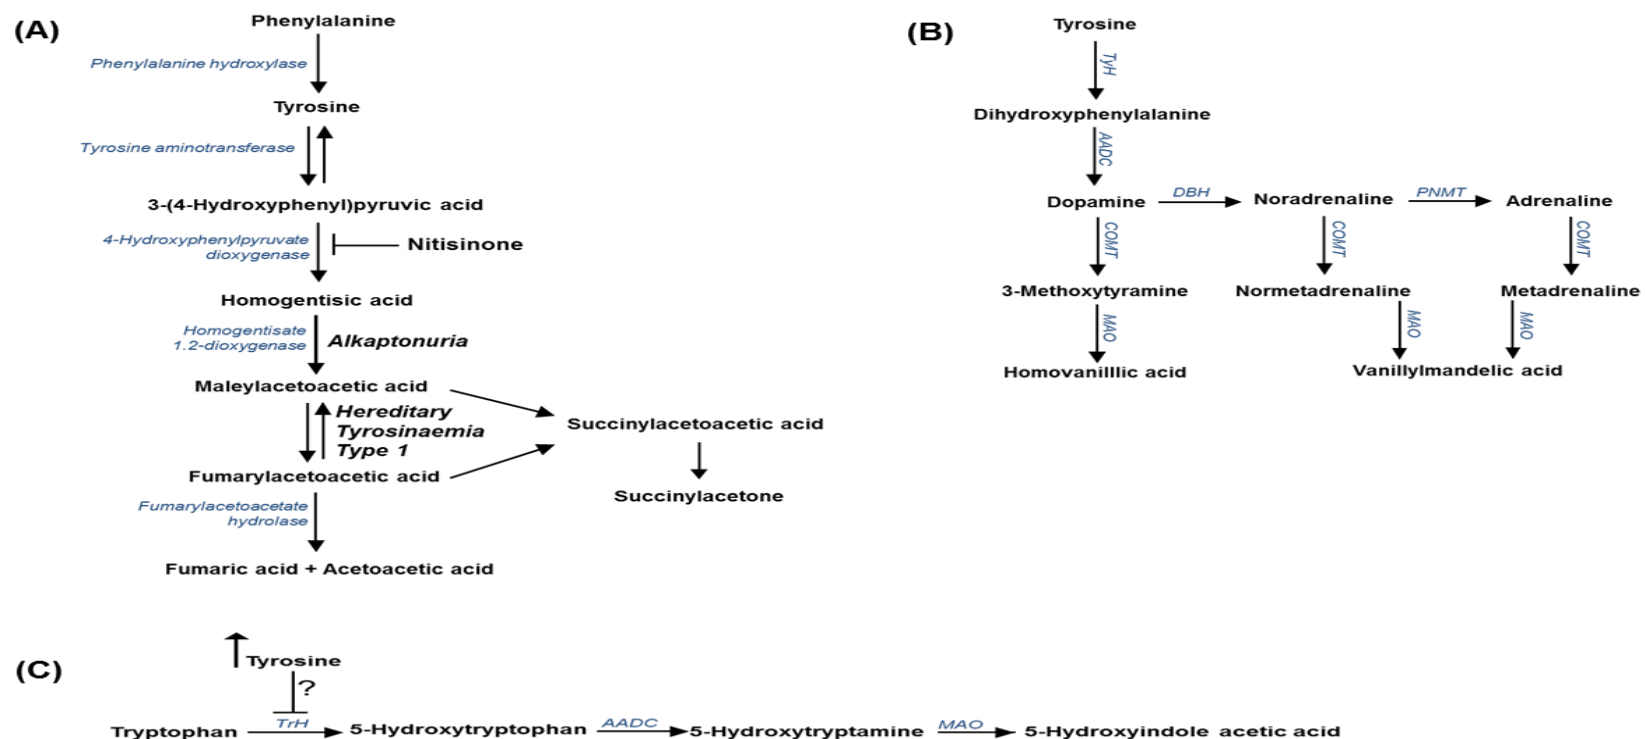 (A)
Phenylalanine
Phenylalanine hydroxylase
Tyrosine
Tyrosine aminotransferase
3-(4-Hydroxyphenyl)pyruvic acid
4-Hydroxyphenylpyruvate
dioxygenase
Nitisinone
Homogentisic acid
Homogentisate
1.2-dioxygenase
Alkaptonuria
Maleylacetoacetic acid
Hereditary
Tyrosinaemia
Type 1
Succinylacetoacetic acid
Fumarylacetoacetic acid
Succinylacetone
Fumarylacetoacetate
hydrolase
Fumaric acid + Acetoacetic acid
(B)
Tyrosine
TyH
Dihydroxyphenylalanine
AADC
Dopamine
DBH
Noradrenaline
PNMT
Adrenaline
COMT
COMT
COMT
3-Methoxytyramine
Normetadrenaline
Metadrenaline
MAO
MAO
MAO
Homovanilllic acid
Vanillylmandelic acid
(C)
Tyrosine
?
Tryptophan
TrH
5-Hydroxytryptophan
AADC
5-Hydroxytryptamine
MAO
5-Hydroxyindole acetic acid